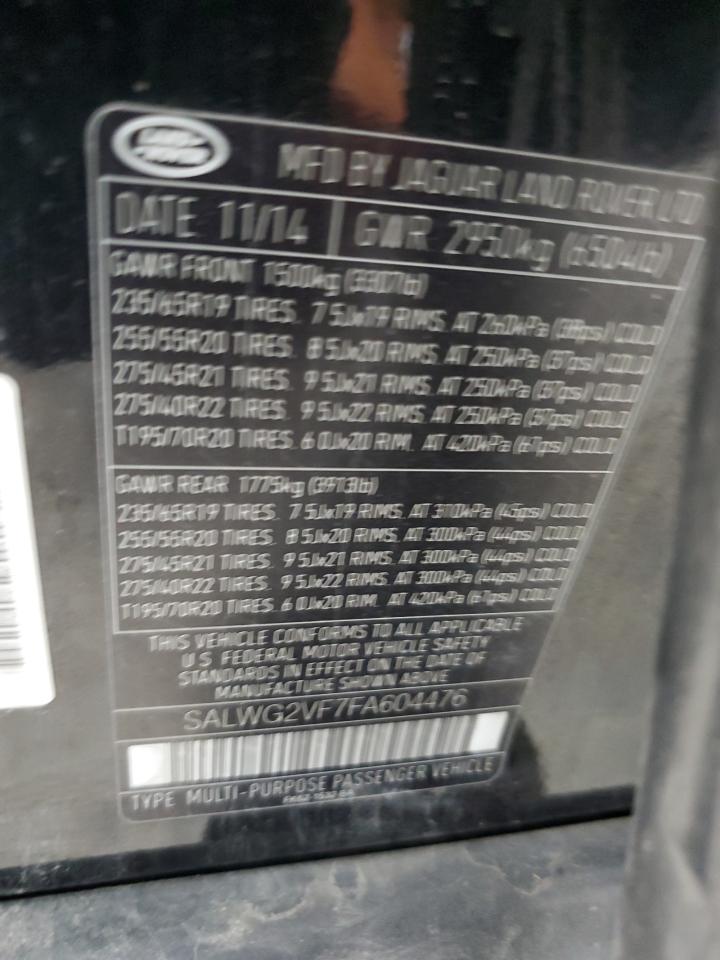 LAND ROVER
MFD BY JAGUAR LAND ROVER LTD
DATE 11/14 GWR 2950kg (6504lb)
GAWR FRONT 1500kg (3307lb)
235/65R19 TIRES. 7 5Jx19 RIMS. AT 260kPa (38psi) COLD
255/55R20 TIRES. 8 5Jx20 RIMS. AT 250kPa (37psi) COLD
275/45R21 TIRES. 9 5Jx21 RIMS. AT 250kPa (37psi) COLD
275/40R22 TIRES. 9 5Jx22 RIMS. AT 250kPa (37psi) COLD
T195/70R20 TIRES. 6 0Jx20 RIM. AT 420kPa (61psi) COLD
GAWR REAR 1775kg (3913lb)
235/65R19 TIRES. 7 5Jx19 RIMS. AT 310kPa (45psi) COLD
255/55R20 TIRES. 8 5Jx20 RIMS. AT 300kPa (44psi) COLD
275/45R21 TIRES. 9 5Jx21 RIMS. AT 300kPa (44psi) COLD
275/40R22 TIRES. 9 5Jx22 RIMS. AT 300kPa (44psi) COLD
T195/70R20 TIRES. 6 0Jx20 RIM. AT 420kPa (61psi) COLD
THIS VEHICLE CONFORMS TO ALL APPLICABLE
U S FEDERAL MOTOR VEHICLE SAFETY
STANDARDS IN EFFECT ON THE DATE OF
MANUFACTURE SHOWN ABOVE
SALWG2VF7FA604476
TYPE MULTI-PURPOSE PASSENGER VEHICLE